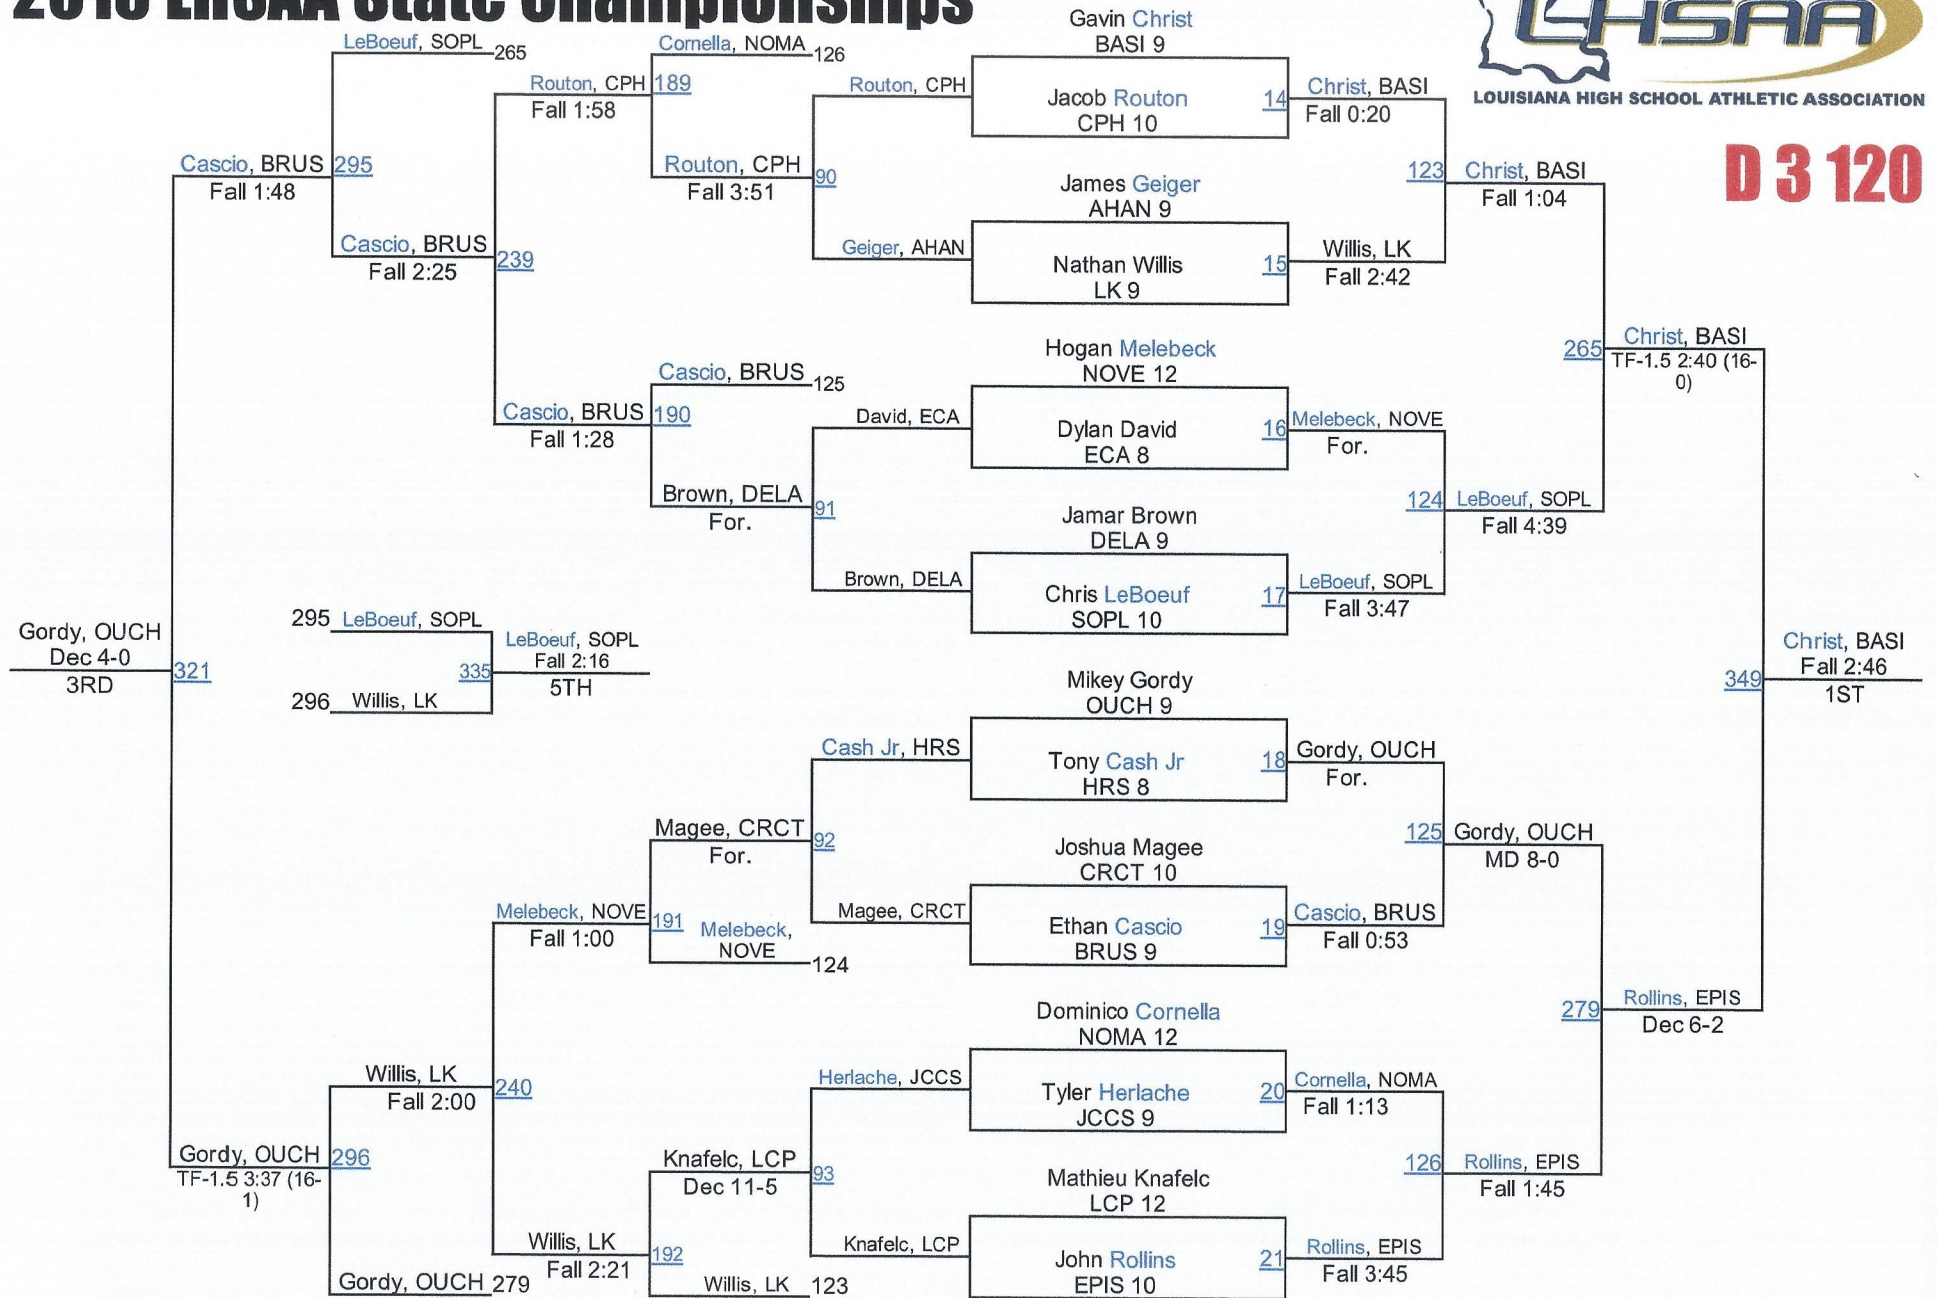 LHSAA
LOUISIANA HIGH SCHOOL ATHLETIC ASSOCIATION
D 3 120
LeBoeuf, SOPL
265
Cascio, BRUS
Fall 1:48
295
Cascio, BRUS
Fall 2:25
Routon, CPH
Fall 1:58
239
Cascio, BRUS
Fall 1:28
Cornella, NOMA
126
189
Routon, CPH
Fall 3:51
Cascio, BRUS
125
190
Brown, DELA
For.
Routon, CPH
90
Geiger, AHAN
David, ECA
91
Brown, DELA
Gavin Christ
BASI 9
Jacob Routon
CPH 10
14
James Geiger
AHAN 9
Nathan Willis
LK 9
15
Hogan Melebeck
NOVE 12
Dylan David
ECA 8
16
Jamar Brown
DELA 9
Chris LeBoeuf
SOPL 10
17
Christ, BASI
Fall 0:20
Willis, LK
Fall 2:42
Melebeck, NOVE
For.
LeBoeuf, SOPL
Fall 3:47
123
Christ, BASI
Fall 1:04
124
LeBoeuf, SOPL
Fall 4:39
265
Christ, BASI
TF-1.5 2:40 (16-
0)
Gordy, OUCH
Dec 4-0
3RD
321
295
LeBoeuf, SOPL
296
Willis, LK
335
LeBoeuf, SOPL
Fall 2:16
5TH
349
Christ, BASI
Fall 2:46
1ST
Mikey Gordy
OUCH 9
Tony Cash Jr
HRS 8
18
Joshua Magee
CRCT 10
Ethan Cascio
BRUS 9
19
Dominico Cornella
NOMA 12
Tyler Herlache
JCCS 9
20
Mathieu Knafelc
LCP 12
John Rollins
EPIS 10
21
Cash Jr, HRS
92
Magee, CRCT
Herlache, JCCS
93
Knafelc, LCP
Magee, CRCT
For.
191
Melebeck,
NOVE
124
Knafelc, LCP
Dec 11-5
192
Willis, LK
123
Melebeck, NOVE
Fall 1:00
240
Willis, LK
Fall 2:21
Willis, LK
Fall 2:00
296
Gordy, OUCH
279
Gordy, OUCH
TF-1.5 3:37 (16-
1)
Gordy, OUCH
For.
Cascio, BRUS
Fall 0:53
Cornella, NOMA
Fall 1:13
Rollins, EPIS
Fall 3:45
125
Gordy, OUCH
MD 8-0
126
Rollins, EPIS
Fall 1:45
279
Rollins, EPIS
Dec 6-2